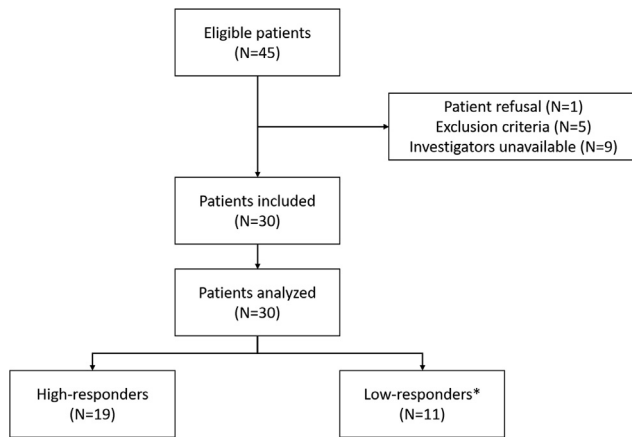 Eligible patients
(N=45)
Patient refusal (N=1)
Exclusion criteria (N=5)
Investigators unavailable (N=9)
Patients included
(N=30)
Patients analyzed
(N=30)
High-responders
(N=19)
Low-responders*
(N=11)